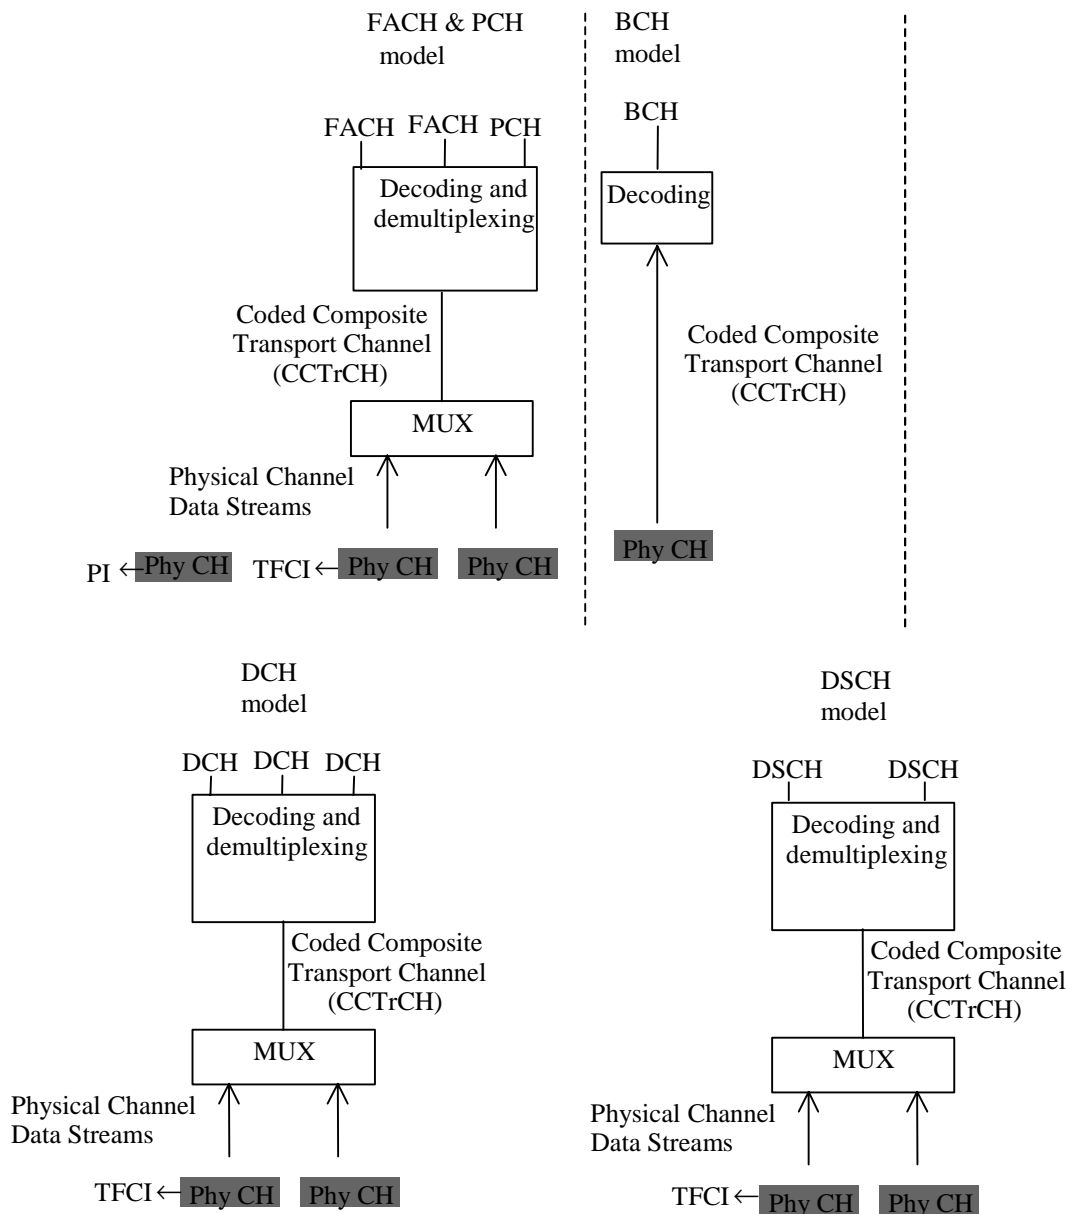 FACH & PCH
model
FACH FACH PCH
Decoding and
demultiplexing
Coded Composite
Transport Channel
(CCTrCH)
MUX
Physical Channel
Data Streams
PI Phy CH TFCI Phy CH Phy CH
BCH
model
BCH
Decoding
Coded Composite
Transport Channel
(CCTrCH)
Phy CH
DCH
model
DCH DCH DCH
Decoding and
demultiplexing
Coded Composite
Transport Channel
(CCTrCH)
MUX
Physical Channel
Data Streams
TFCI Phy CH Phy CH
DSCH
model
DSCH DSCH
Decoding and
demultiplexing
Coded Composite
Transport Channel
(CCTrCH)
MUX
Physical Channel
Data Streams
TFCI Phy CH Phy CH